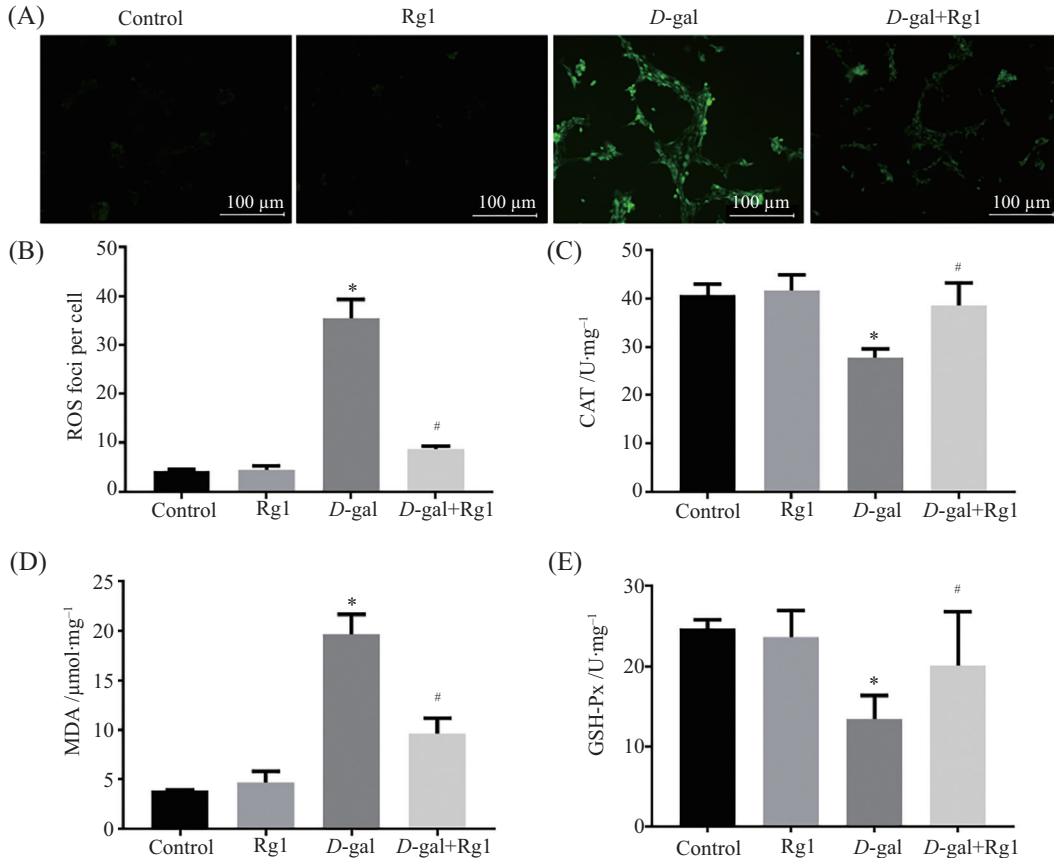 (A)
Control Rg1 D-gal D-gal+Rg1
100 µm 100 µm 100 µm 100 µm
(B)
ROS foci per cell
50
40
30
20
10
0
*
#
Control Rg1 D-gal D-gal+Rg1
(C)
CAT /U·mg⁻¹
50
40
30
20
10
0
*
#
Control Rg1 D-gal D-gal+Rg1
(D)
MDA /µmol·mg⁻¹
25
20
15
10
5
0
*
#
Control Rg1 D-gal D-gal+Rg1
(E)
GSH-Px /U·mg⁻¹
30
20
10
0
*
#
Control Rg1 D-gal D-gal+Rg1